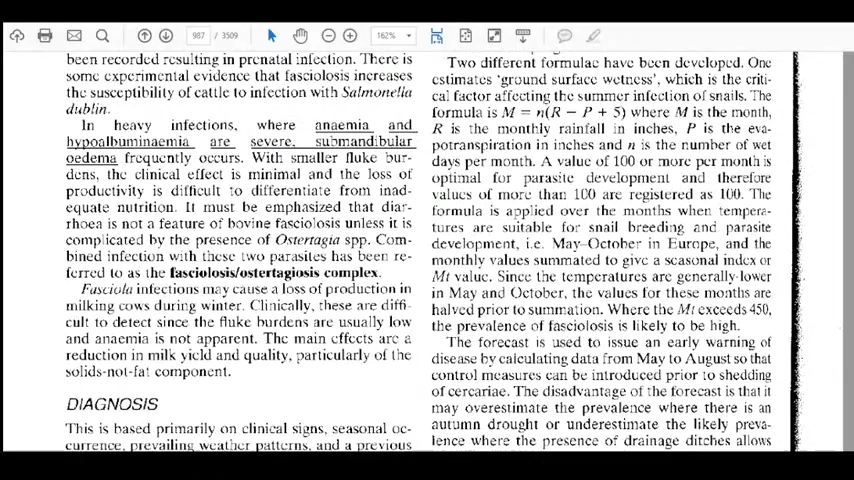 987 / 3509
162%
been recorded resulting in prenatal infection. There is
some experimental evidence that fasciolosis increases
the susceptibility of cattle to infection with Salmonella
dublin.
In heavy infections, where anaemia and
hypoalbuminaemia are severe, submandibular
oedema frequently occurs. With smaller fluke bur-
dens, the clinical effect is minimal and the loss of
productivity is difficult to differentiate from inad-
equate nutrition. It must be emphasized that diar-
rhoea is not a feature of bovine fasciolosis unless it is
complicated by the presence of Ostertagia spp. Com-
bined infection with these two parasites has been re-
ferred to as the fasciolosis/ostertagiosis complex.
Fasciola infections may cause a loss of production in
milking cows during winter. Clinically, these are diffi-
cult to detect since the fluke burdens are usually low
and anaemia is not apparent. The main effects are a
reduction in milk yield and quality, particularly of the
solids-not-fat component.
DIAGNOSIS
This is based primarily on clinical signs, seasonal oc-
currence, prevailing weather patterns, and a previous
Two different formulae have been developed. One
estimates 'ground surface wetness', which is the criti-
cal factor affecting the summer infection of snails. The
formula is M = n(R − P + 5) where M is the month,
R is the monthly rainfall in inches, P is the eva-
potranspiration in inches and n is the number of wet
days per month. A value of 100 or more per month is
optimal for parasite development and therefore
values of more than 100 are registered as 100. The
formula is applied over the months when tempera-
tures are suitable for snail breeding and parasite
development, i.e. May–October in Europe, and the
monthly values summated to give a seasonal index or
Mt value. Since the temperatures are generally lower
in May and October, the values for these months are
halved prior to summation. Where the Mt exceeds 450,
the prevalence of fasciolosis is likely to be high.
The forecast is used to issue an early warning of
disease by calculating data from May to August so that
control measures can be introduced prior to shedding
of cercariae. The disadvantage of the forecast is that it
may overestimate the prevalence where there is an
autumn drought or underestimate the likely preva-
lence where the presence of drainage ditches allows